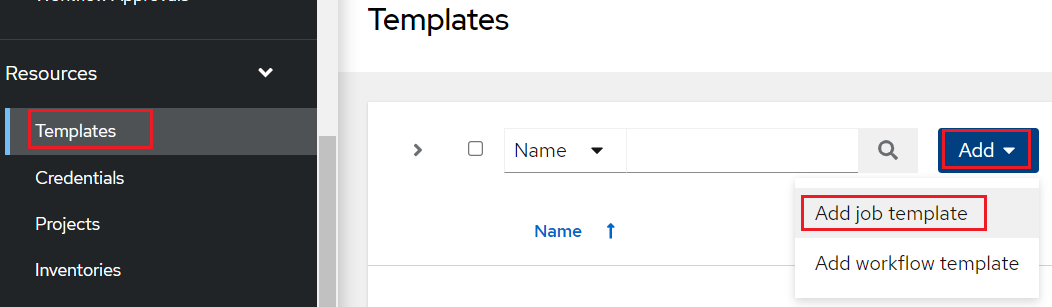 Workflow Approvals
Resources
Templates
Credentials
Projects
Inventories
Templates
Name
Add
Add job template
Add workflow template
Name